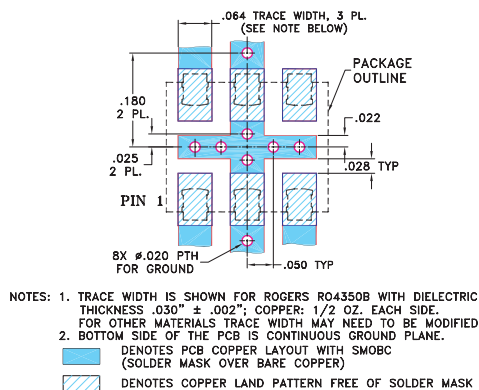 .064 TRACE WIDTH, 3 PL.
(SEE NOTE BELOW)
PACKAGE
OUTLINE
.180
2 PL.
.022
.025
2 PL.
.028 TYP
PIN 1
8X ø.020 PTH
FOR GROUND
.050 TYP
NOTES: 1. TRACE WIDTH IS SHOWN FOR ROGERS RO4350B WITH DIELECTRIC
THICKNESS .030" ± .002"; COPPER: 1/2 OZ. EACH SIDE.
FOR OTHER MATERIALS TRACE WIDTH MAY NEED TO BE MODIFIED
2. BOTTOM SIDE OF THE PCB IS CONTINUOUS GROUND PLANE.
DENOTES PCB COPPER LAYOUT WITH SMOBC
(SOLDER MASK OVER BARE COPPER)
DENOTES COPPER LAND PATTERN FREE OF SOLDER MASK